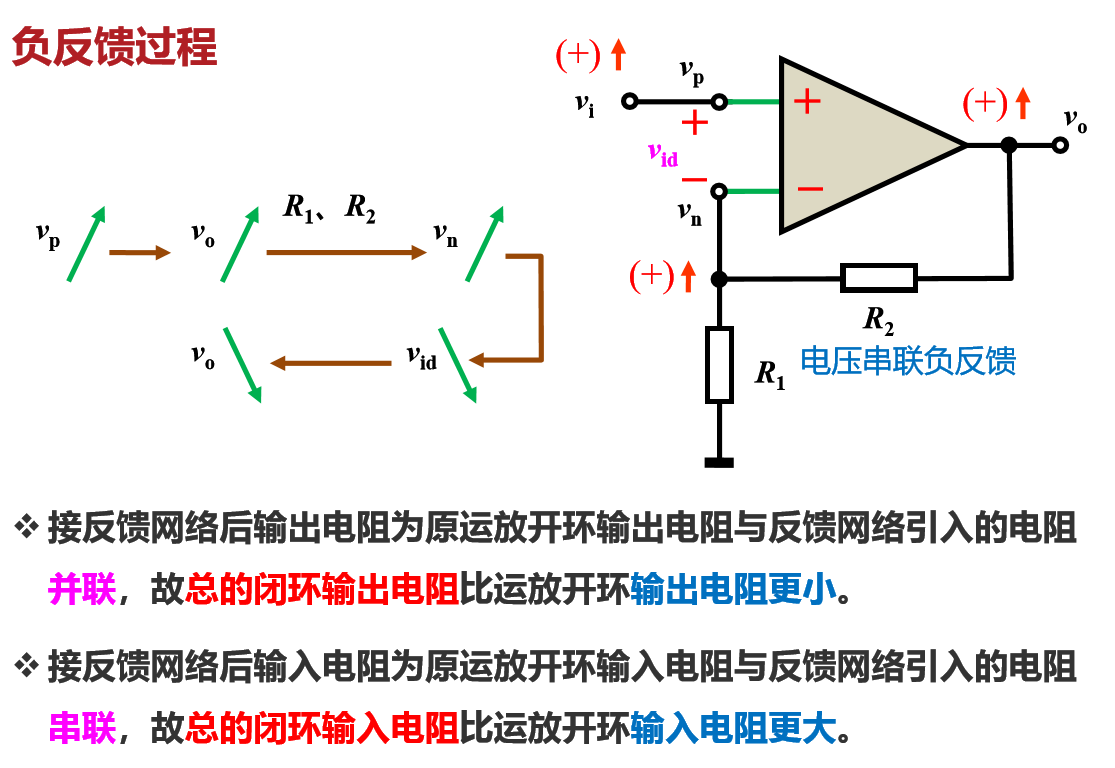 负反馈过程
(+)
vi
vp
+
vid
−
vn
+
−
(+)
vo
(+)
R2
R1
电压串联负反馈
vp
vo
R1、R2
vn
vo
vid
❖ 接反馈网络后输出电阻为原运放开环输出电阻与反馈网络引入的电阻
并联，故总的闭环输出电阻比运放开环输出电阻更小。
❖ 接反馈网络后输入电阻为原运放开环输入电阻与反馈网络引入的电阻
串联，故总的闭环输入电阻比运放开环输入电阻更大。